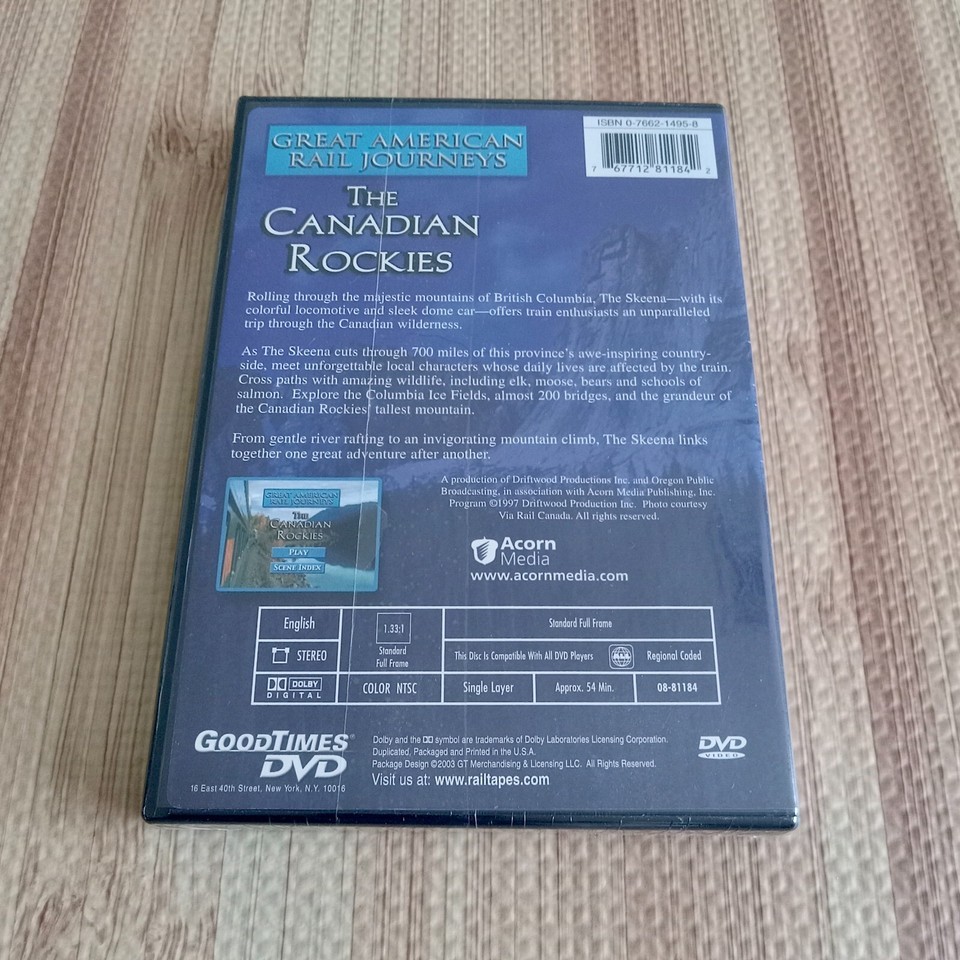 GREAT AMERICAN
RAIL JOURNEYS
ISBN 0-7662-1495-8
7 67712 81184 2
THE
CANADIAN
ROCKIES
Rolling through the majestic mountains of British Columbia, The Skeena—with its
colorful locomotive and sleek dome car—offers train enthusiasts an unparalleled
trip through the Canadian wilderness.
As The Skeena cuts through 700 miles of this province's awe-inspiring country-
side, meet unforgettable local characters whose daily lives are affected by the train.
Cross paths with amazing wildlife, including elk, moose, bears and schools of
salmon. Explore the Columbia Ice Fields, almost 200 bridges, and the grandeur of
the Canadian Rockies' tallest mountain.
From gentle river rafting to an invigorating mountain climb, The Skeena links
together one great adventure after another.
GREAT AMERICAN
RAIL JOURNEYS
THE
CANADIAN
ROCKIES
PLAY
SCENE INDEX
A production of Driftwood Productions Inc. and Oregon Public
Broadcasting, in association with Acorn Media Publishing, Inc.
Program ©1997 Driftwood Production Inc. Photo courtesy
Via Rail Canada. All rights reserved.
Acorn
Media
www.acornmedia.com
English
1.33:1
Standard
Full Frame
Standard Full Frame
STEREO
This Disc Is Compatible With All DVD Players
ALL
Regional Coded
DOLBY
DIGITAL
COLOR NTSC
Single Layer
Approx. 54 Min.
08-81184
GOODTIMES
DVD
16 East 40th Street, New York, N.Y. 10016
Dolby and the DD symbol are trademarks of Dolby Laboratories Licensing Corporation.
Duplicated, Packaged and Printed in the U.S.A.
Package Design ©2003 GT Merchandising & Licensing LLC. All Rights Reserved.
Visit us at: www.railtapes.com
DVD
VIDEO